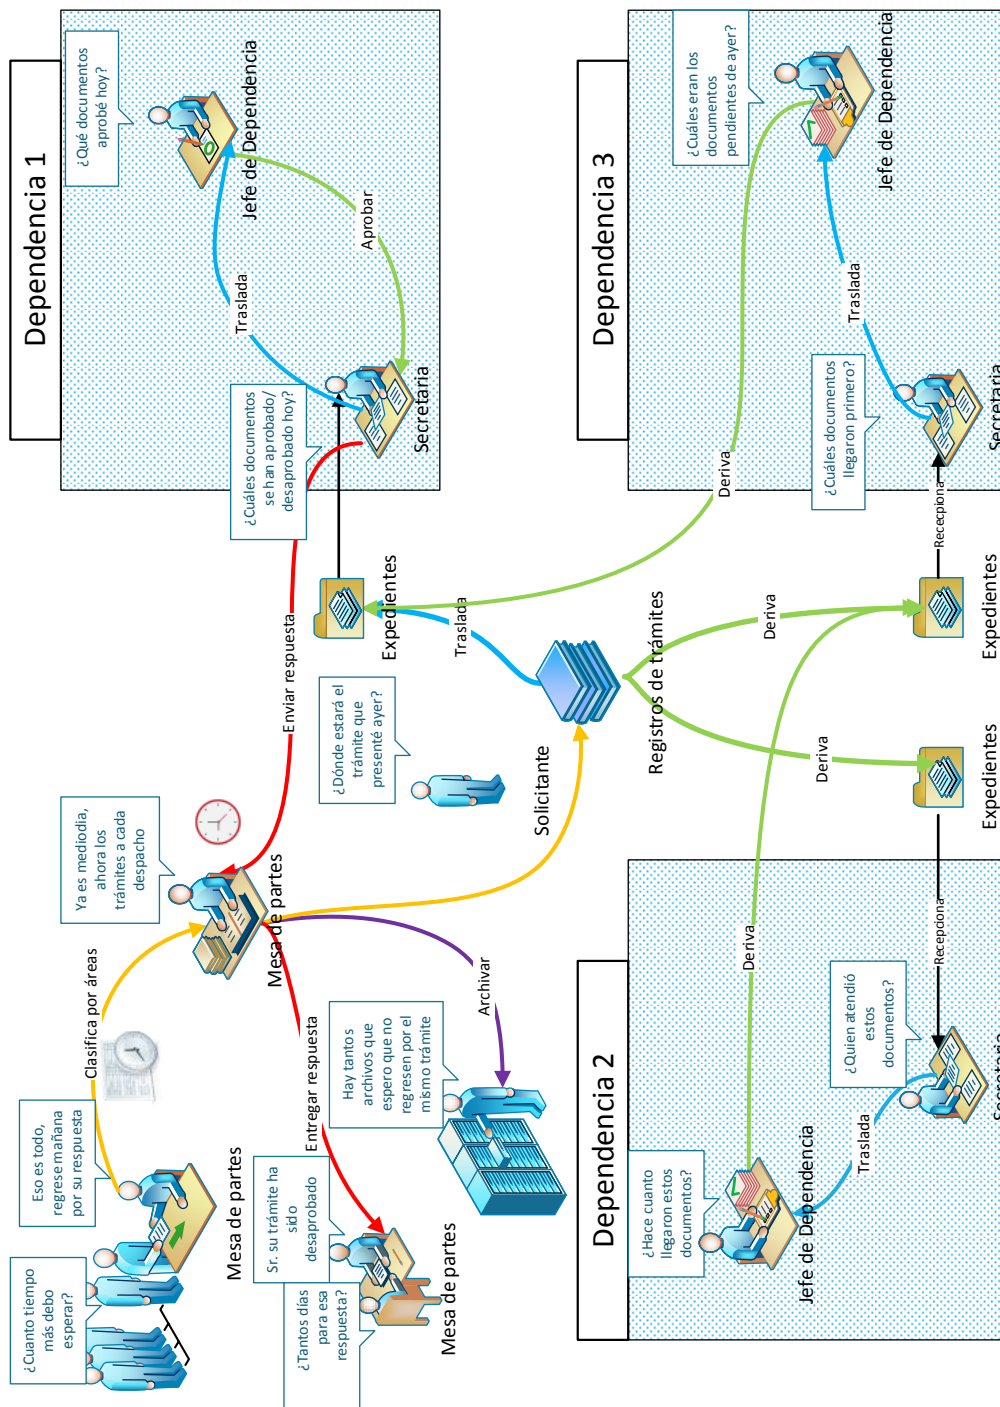 ¿Cuanto tiempo
más debo
esperar?
Eso es todo,
regrese mañana
por su respuesta
Mesa de partes
Clasifica por áreas
Ya es mediodia,
ahora los
trámites a cada
despacho
Mesa de partes
Enviar respuesta
Dependencia 1
¿Qué documentos
aprobé hoy?
Jefe de Dependencia
Traslada
Aprobar
¿Cuáles documentos
se han aprobado/
desaprobado hoy?
Secretaria
Sr. su trámite ha
sido
desaprobado
¿Tantos días
para esa
respuesta?
Mesa de partes
Entregar respuesta
Hay tantos
archivos que
espero que no
regresen por el
mismo trámite
Archivar
¿Dónde estará el
trámite que
presenté ayer?
Solicitante
Expedientes
Traslada
Registros de trámites
Deriva
Deriva
Deriva
Deriva
Dependencia 2
¿Hace cuanto
llegaron estos
documentos?
Jefe de Dependencia
Traslada
¿Quien atendió
estos
documentos?
Secretaria
Recepciona
Expedientes
Expedientes
Rececpiona
Dependencia 3
¿Cuáles documentos
llegaron primero?
Secretaria
Traslada
¿Cuáles eran los
documentos
pendientes de ayer?
Jefe de Dependencia